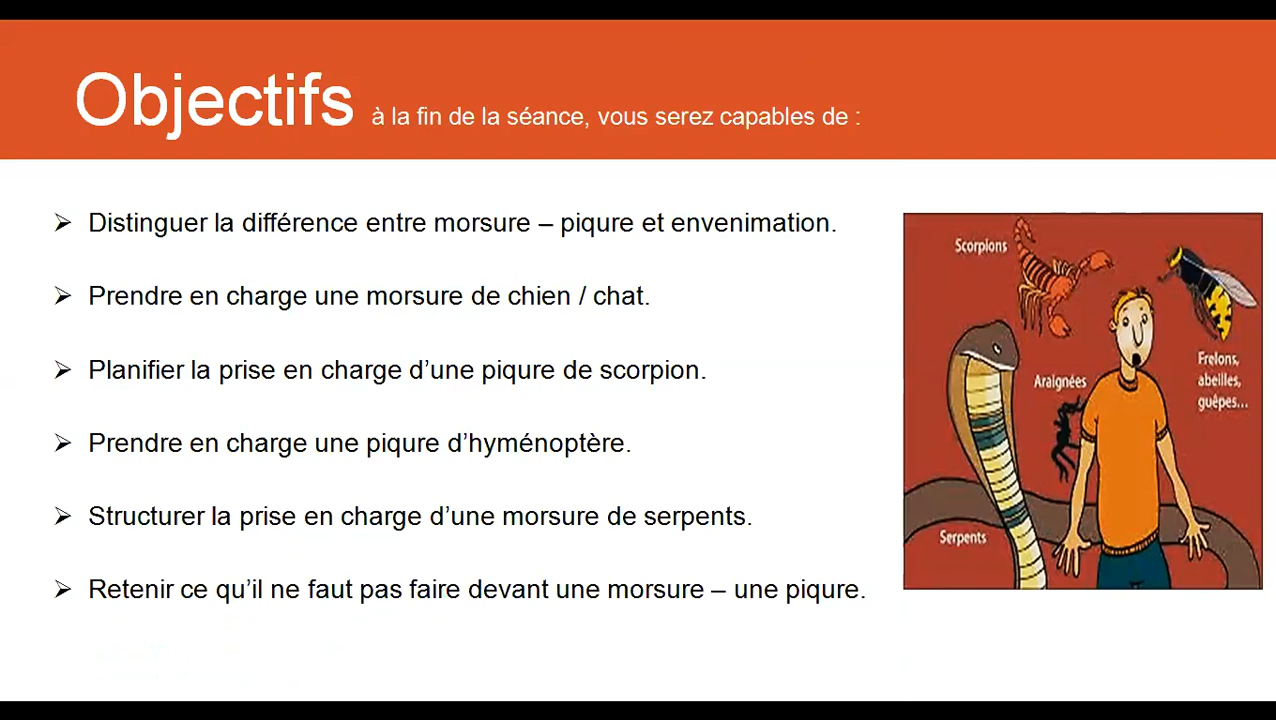 Objectifs à la fin de la séance, vous serez capables de :
➢ Distinguer la différence entre morsure – piqure et envenimation.
➢ Prendre en charge une morsure de chien / chat.
➢ Planifier la prise en charge d’une piqure de scorpion.
➢ Prendre en charge une piqure d’hyménoptère.
➢ Structurer la prise en charge d’une morsure de serpents.
➢ Retenir ce qu’il ne faut pas faire devant une morsure – une piqure.
Scorpions
Frelons,
abeilles,
guêpes...
Araignées
Serpents